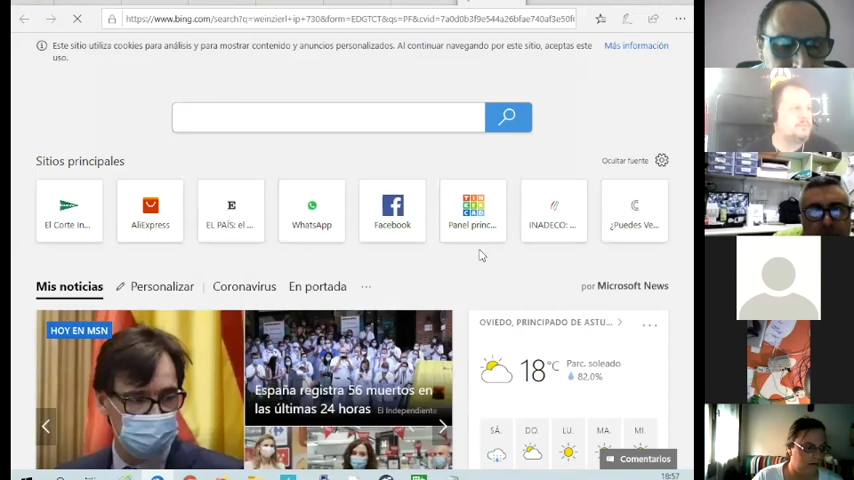 https://www.bing.com/search?q=weinzierl+ip+730&form=EDGTCT&qs=PF&cvid=7a0d0b3f9e544a26bfae740af3e50f
Este sitio utiliza cookies para análisis y para mostrar contenido y anuncios personalizados. Al continuar navegando por este sitio, aceptas este
uso.
Más información
Sitios principales
Ocultar fuente
El Corte In...
AliExpress
E
EL PAÍS: el ...
WhatsApp
Facebook
TIN
KER
CAD
Panel princ...
INADECO: ...
¿Puedes Ve...
Mis noticias
Personalizar
Coronavirus
En portada
...
por Microsoft News
HOY EN MSN
España registra 56 muertos en
las últimas 24 horas
El Independiente
OVIEDO, PRINCIPADO DE ASTU...
18°C
Parc. soleado
82,0%
SÁ.
DO.
LU.
MA.
MI.
Comentarios
18:57